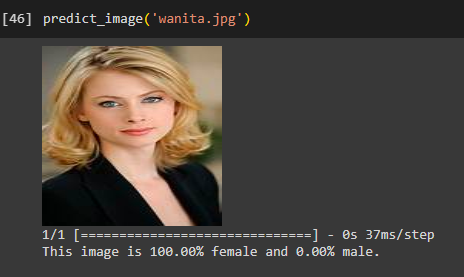 [46] predict_image('wanita.jpg')
1/1 [==============================] - 0s 37ms/step
This image is 100.00% female and 0.00% male.